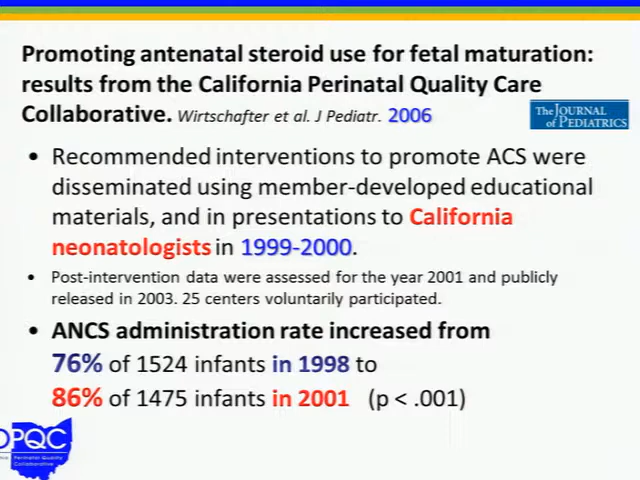 Promoting antenatal steroid use for fetal maturation:
results from the California Perinatal Quality Care
Collaborative. Wirtschafter et al. J Pediatr. 2006
The JOURNAL
of PEDIATRICS
• Recommended interventions to promote ACS were
disseminated using member-developed educational
materials, and in presentations to California
neonatologists in 1999-2000.
• Post-intervention data were assessed for the year 2001 and publicly
released in 2003. 25 centers voluntarily participated.
• ANCS administration rate increased from
76% of 1524 infants in 1998 to
86% of 1475 infants in 2001 (p < .001)
OPQC
Perinatal Quality
Collaborative